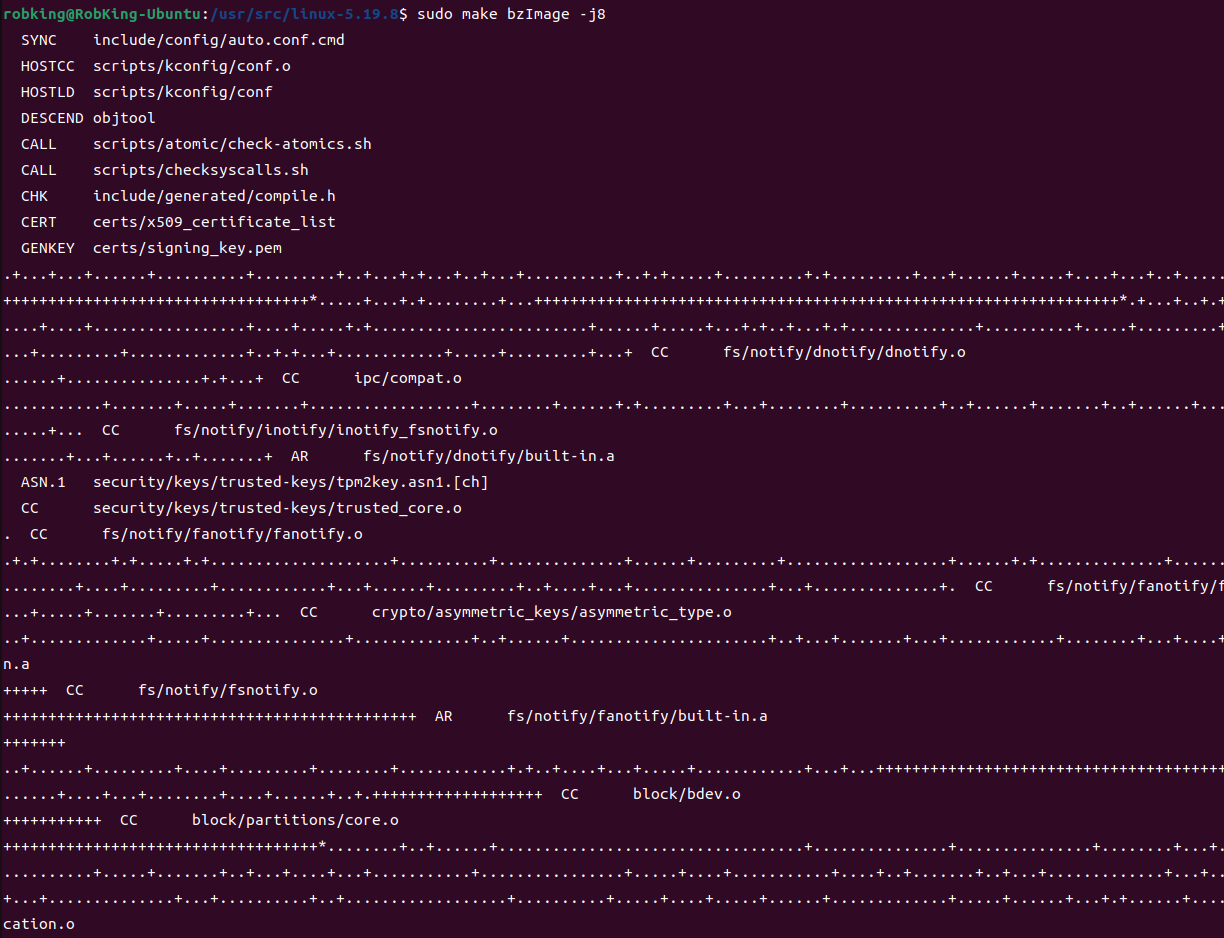 robking@RobKing-Ubuntu:/usr/src/linux-5.19.8$ sudo make bzImage -j8
  SYNC    include/config/auto.conf.cmd
  HOSTCC  scripts/kconfig/conf.o
  HOSTLD  scripts/kconfig/conf
  DESCEND objtool
  CALL    scripts/atomic/check-atomics.sh
  CALL    scripts/checksyscalls.sh
  CHK     include/generated/compile.h
  CERT    certs/x509_certificate_list
  GENKEY  certs/signing_key.pem
.+...+...+......+..........+.........+..+...+.+...+..+...+..........+..+.+.....+.........+.+.........+...+......+.....+....+...+..+.....
++++++++++++++++++++++++++++++++++*.....+...+.+........+...+++++++++++++++++++++++++++++++++++++++++++++++++++++++++++++++++*.+...+..+.+
....+....+.................+....+.....+.+........................+......+.....+...+.+..+...+.+..............+..........+.....+.........+
...+.........+.............+..+.+...+............+.....+.........+...+  CC      fs/notify/dnotify/dnotify.o
......+...............+.+...+  CC      ipc/compat.o
...........+.......+.....+.......+..................+........+......+.+.........+...+........+..........+..+......+.......+..+......+...
.....+...  CC      fs/notify/inotify/inotify_fsnotify.o
.......+...+......+..+.......+  AR      fs/notify/dnotify/built-in.a
  ASN.1   security/keys/trusted-keys/tpm2key.asn1.[ch]
  CC      security/keys/trusted-keys/trusted_core.o
.  CC      fs/notify/fanotify/fanotify.o
.+.+........+.+.....+.+....................+..........+..............+......+.........+..................+......+.+..............+......
........+....+.........+............+...+......+.........+..+....+...+...............+...+..............+.  CC      fs/notify/fanotify/f
...+.....+.......+.........+...  CC      crypto/asymmetric_keys/asymmetric_type.o
..+.............+.....+...............+.............+..+......+......................+..+...+.......+...+............+........+...+....+
n.a
+++++  CC      fs/notify/fsnotify.o
++++++++++++++++++++++++++++++++++++++++++++++  AR      fs/notify/fanotify/built-in.a
+++++++
..+......+.........+....+.........+........+............+.+..+....+...+.....+............+...+...+++++++++++++++++++++++++++++++++++++++
......+....+...+........+....+......+..+.+++++++++++++++++++  CC      block/bdev.o
+++++++++++  CC      block/partitions/core.o
+++++++++++++++++++++++++++++++++++*........+..+......+..................................+...............+...............+........+...+.
..........+.....+.......+..+...+....+...+...........+................+.....+....+...........+....+..+.......+..+...+.............+...+..
+...+..............+...+..........+..+..................+..........+......+....+.....+......+.............+.....+......+...+.+......+....
cation.o